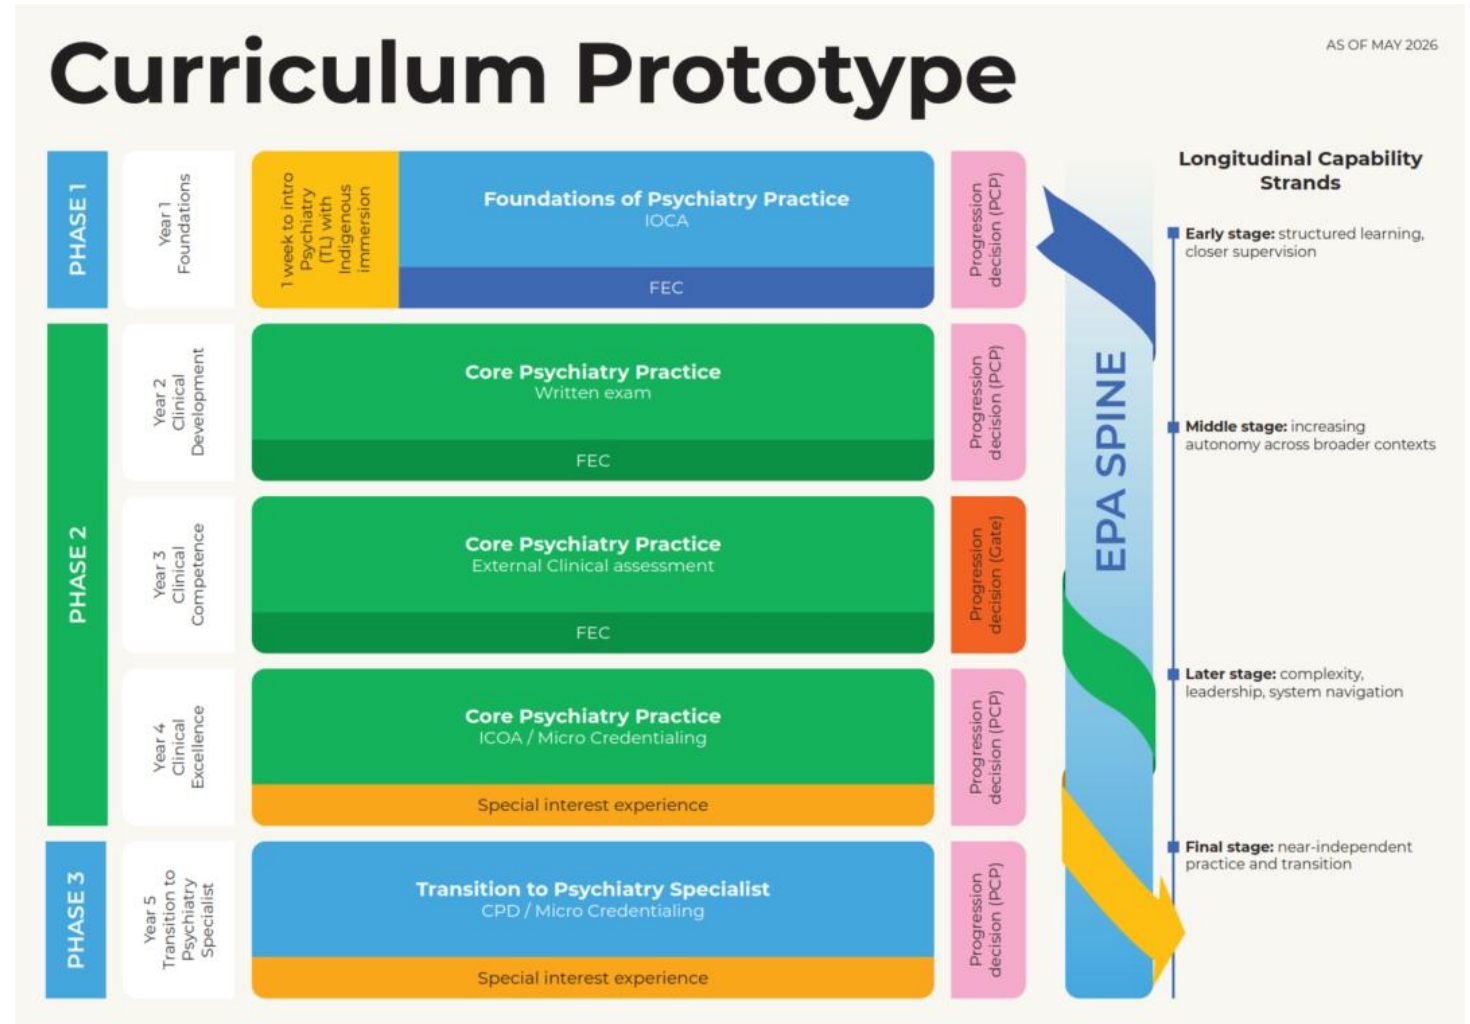 Curriculum Prototype
AS OF MAY 2026
PHASE 1
Year 1
Foundations
1 week to intro
Psychiatry
(TL) with
Indigenous
immersion
Foundations of Psychiatry Practice
IOCA
FEC
Progression
decision (PCP)
PHASE 2
Year 2
Clinical
Development
Core Psychiatry Practice
Written exam
FEC
Progression
decision (PCP)
Year 3
Clinical
Competence
Core Psychiatry Practice
External Clinical assessment
FEC
Progression
decision (Gate)
Year 4
Clinical
Excellence
Core Psychiatry Practice
ICOA / Micro Credentialing
Special interest experience
Progression
decision (PCP)
PHASE 3
Year 5
Transition to
Psychiatry
Specialist
Transition to Psychiatry Specialist
CPD / Micro Credentialing
Special interest experience
Progression
decision (PCP)
EPA SPINE
Longitudinal Capability
Strands
Early stage: structured learning,
closer supervision
Middle stage: increasing
autonomy across broader contexts
Later stage: complexity,
leadership, system navigation
Final stage: near-independent
practice and transition